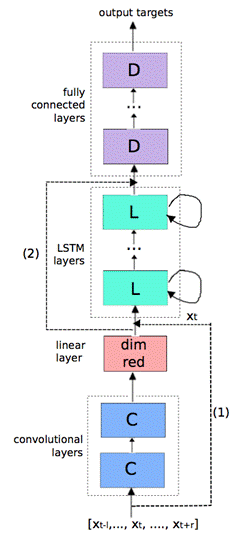 output targets
D
fully
connected
layers
...
D
(2)
L
LSTM
layers
...
L
xt
linear
layer
dim
red
(1)
C
convolutional
layers
C
[xt-l,..., xt, ...., xt+r]